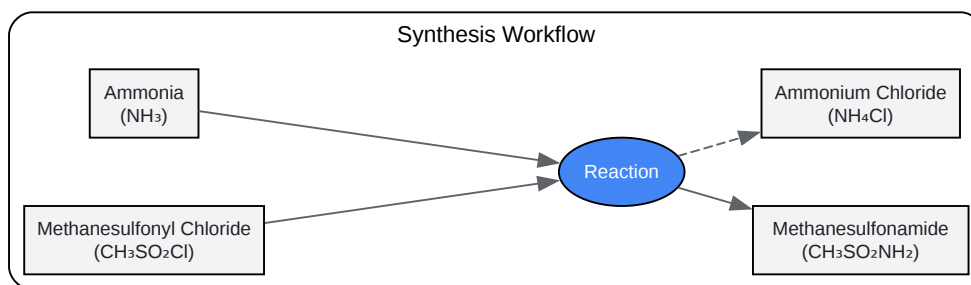 Synthesis Workflow
Ammonia
(NH₃)
Ammonium Chloride
(NH₄Cl)
Reaction
Methanesulfonyl Chloride
(CH₃SO₂Cl)
Methanesulfonamide
(CH₃SO₂NH₂)